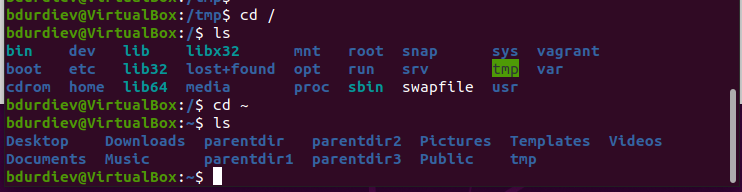 bdurdiev@VirtualBox:/tmp$ cd /
bdurdiev@VirtualBox:/$ ls
bin dev lib libx32 mnt root snap sys vagrant
boot etc lib32 lost+found opt run srv tmp var
cdrom home lib64 media proc sbin swapfile usr
bdurdiev@VirtualBox:/$ cd ~
bdurdiev@VirtualBox:~$ ls
Desktop Downloads parentdir parentdir2 Pictures Templates Videos
Documents Music parentdir1 parentdir3 Public tmp
bdurdiev@VirtualBox:~$